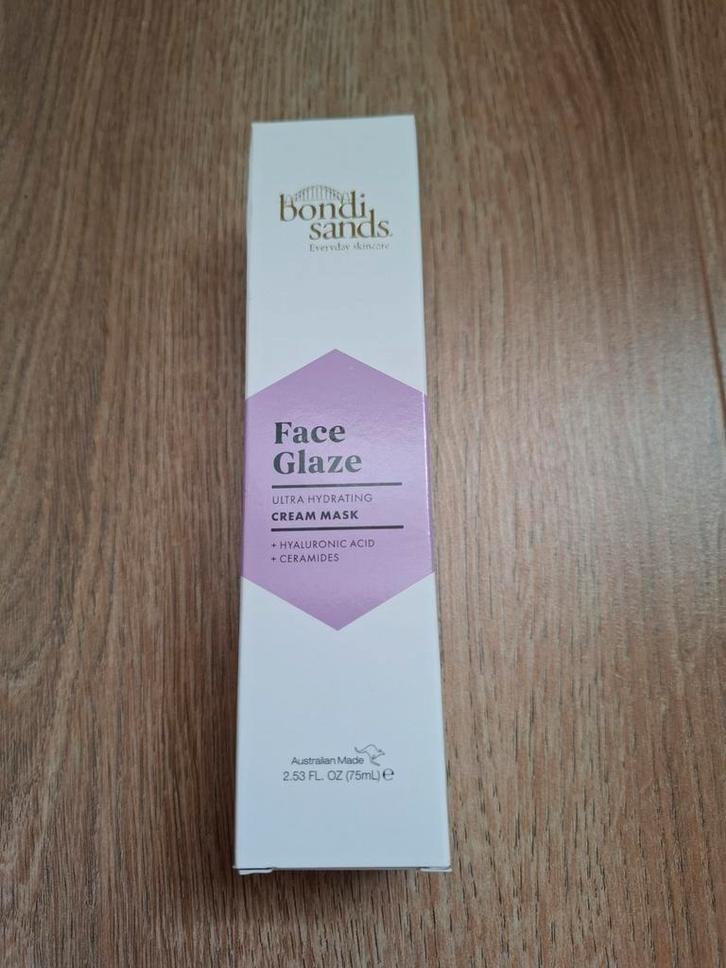 bondi
sands.
Everyday skincare
Face
Glaze
ULTRA HYDRATING
CREAM MASK
+ HYALURONIC ACID
+ CERAMIDES
Australian Made
2.53 FL. OZ (75mL) ℮